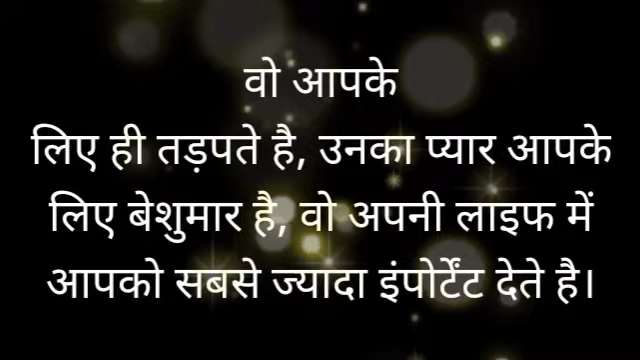 वो आपके
लिए ही तड़पते है, उनका प्यार आपके
लिए बेशुमार है, वो अपनी लाइफ में
आपको सबसे ज्यादा इंपोर्टेंट देते है।